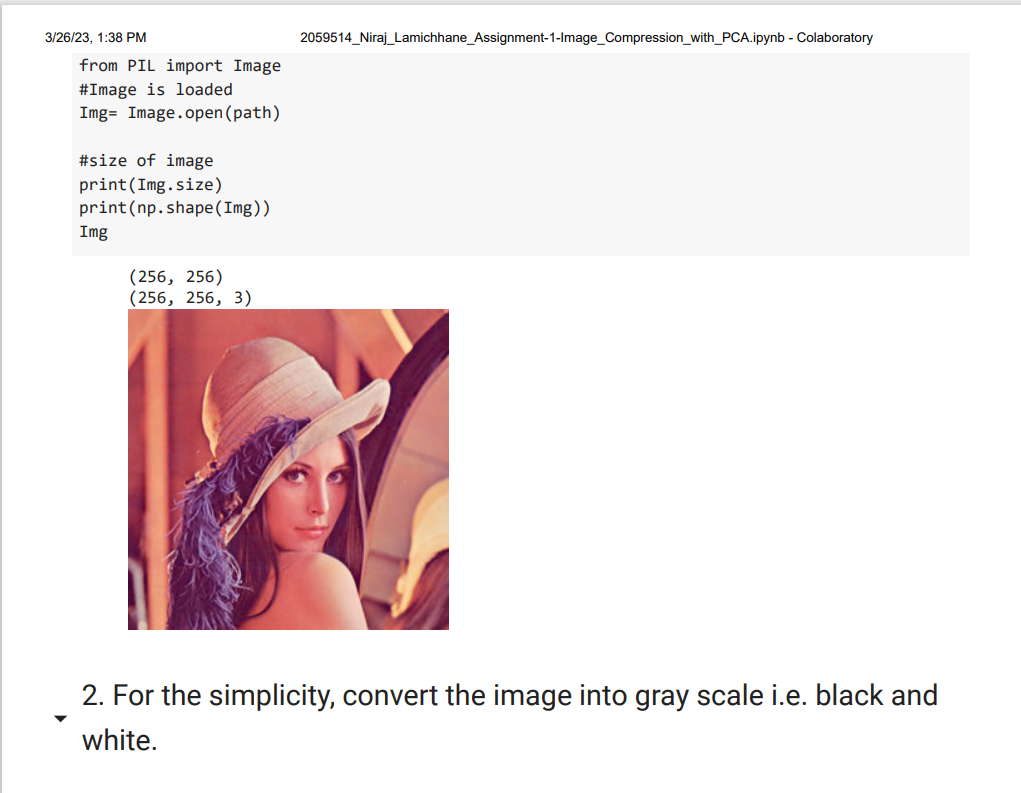 3/26/23, 1:38 PM 2059514_Niraj_Lamichhane_Assignment-1-Image_Compression_with_PCA.ipynb - Colaboratory
from PIL import Image
#Image is loaded
Img= Image.open(path)
#size of image
print(Img.size)
print(np.shape(Img))
Img
(256, 256)
(256, 256, 3)
2. For the simplicity, convert the image into gray scale i.e. black and
white.